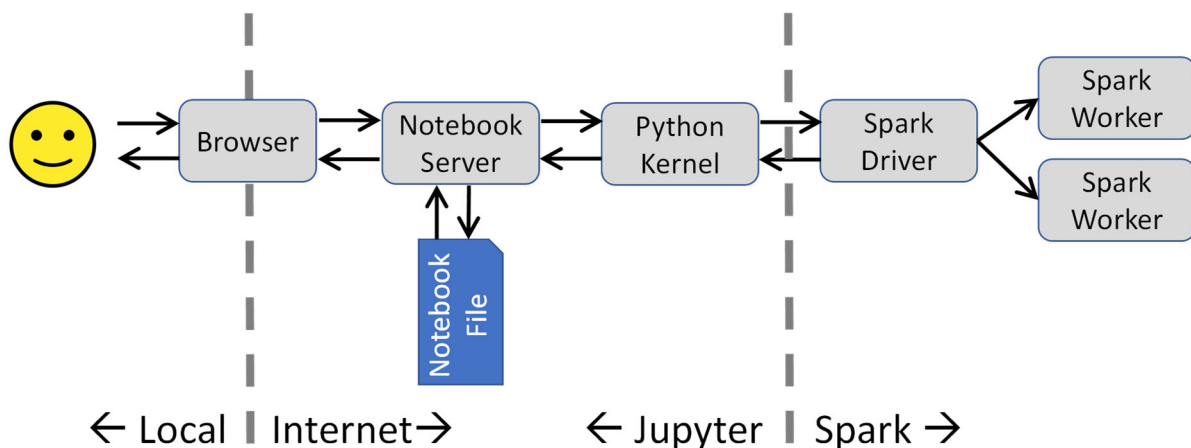 Browser
Notebook
Server
Python
Kernel
Spark
Driver
Spark
Worker
Spark
Worker
Notebook
File
← Local
Internet →
← Jupyter
Spark →